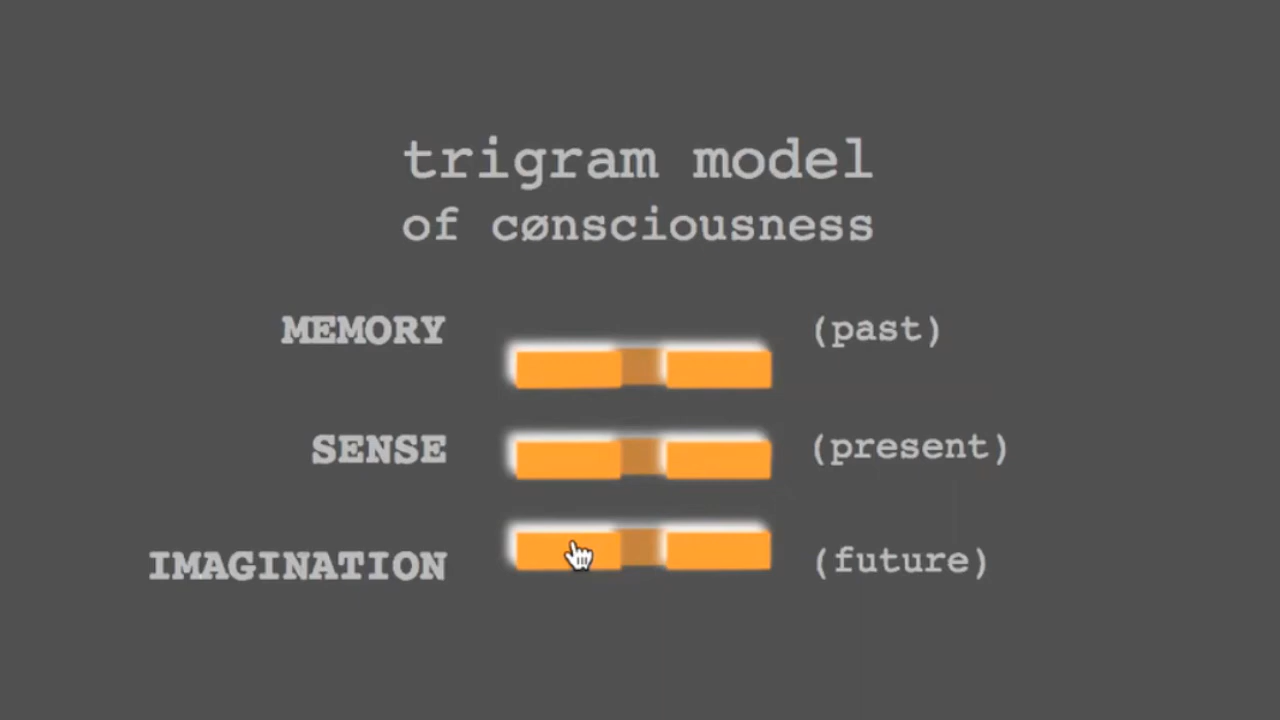 trigram model
of cønsciousness
MEMORY (past)
SENSE (present)
IMAGINATION (future)